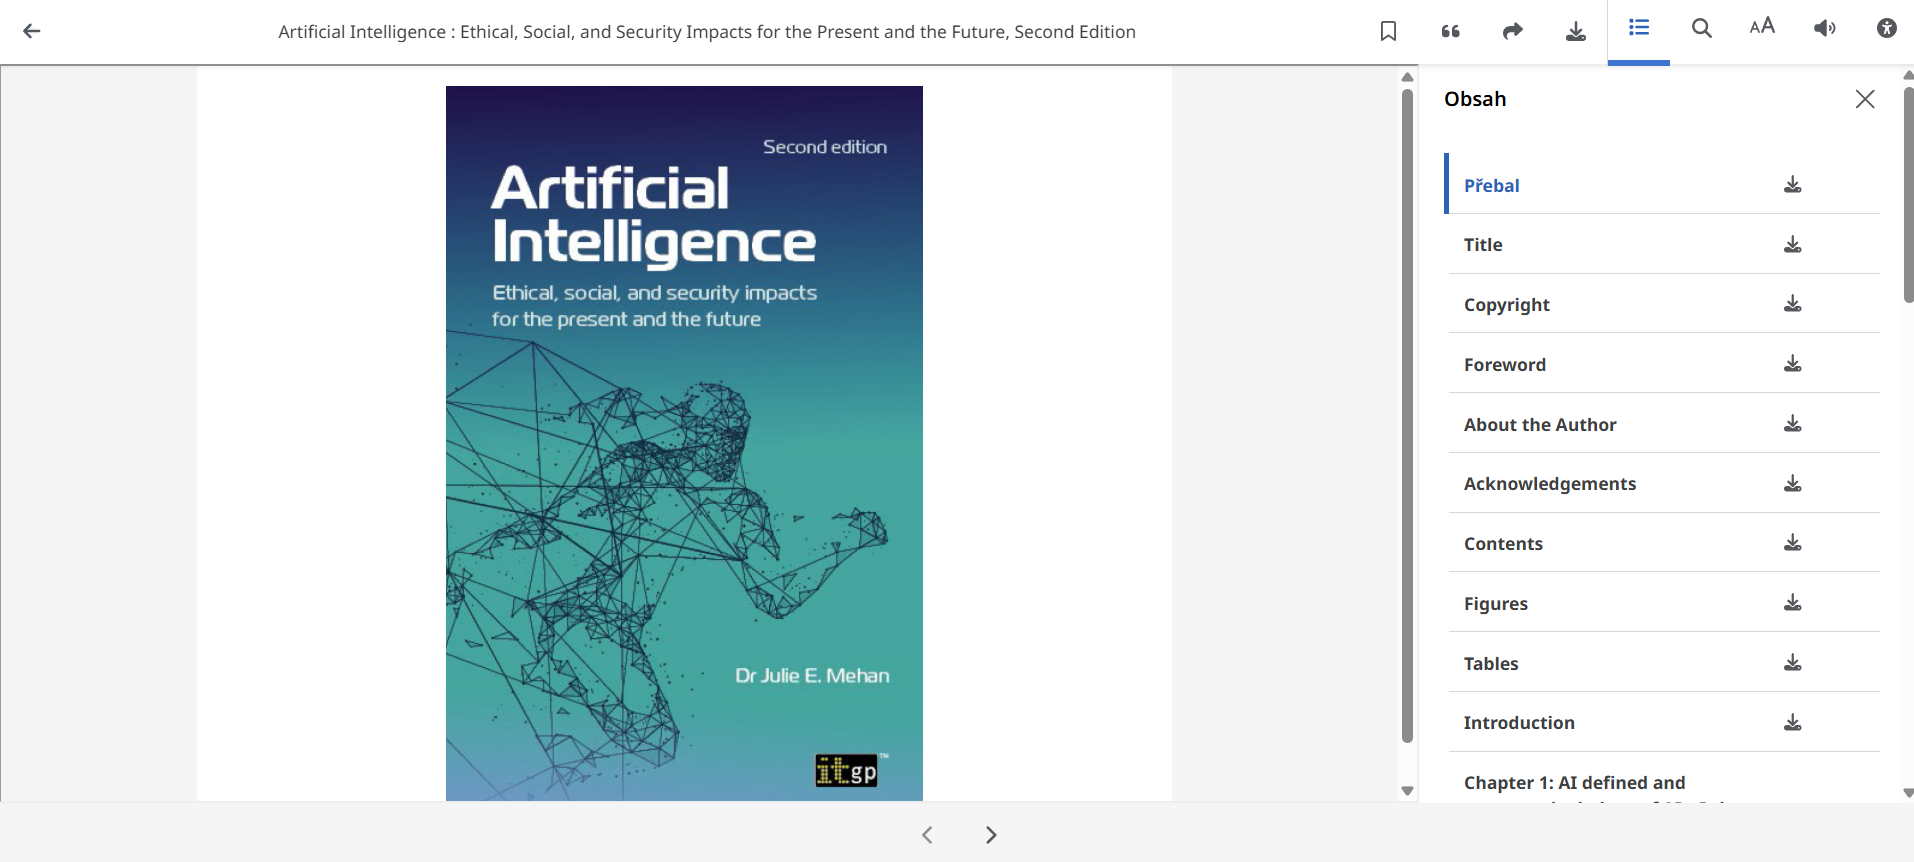 Artificial Intelligence : Ethical, Social, and Security Impacts for the Present and the Future, Second Edition
AA
Second edition
Artificial
Intelligence
Ethical, social, and security impacts
for the present and the future
Dr Julie E. Mehan
itgp™
Obsah
Přebal
Title
Copyright
Foreword
About the Author
Acknowledgements
Contents
Figures
Tables
Introduction
Chapter 1: AI defined and